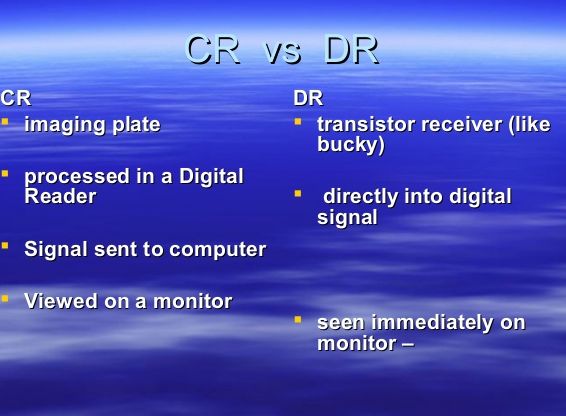 CR vs DR
CR
imaging plate
processed in a Digital
Reader
Signal sent to computer
Viewed on a monitor
DR
transistor receiver (like
bucky)
directly into digital
signal
seen immediately on
monitor –